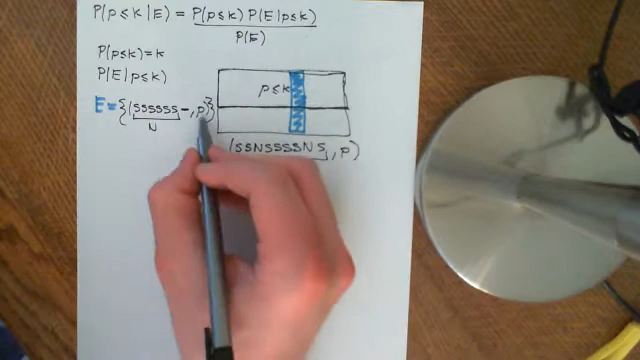 P(p≤k|E) = P(p≤k) P(E|p≤k)
P(E)
P(p≤k)=k
P(E|p≤k)
E={(SSSSSS–,p)}
N
p≤k
(SSNSSSSNS, p)